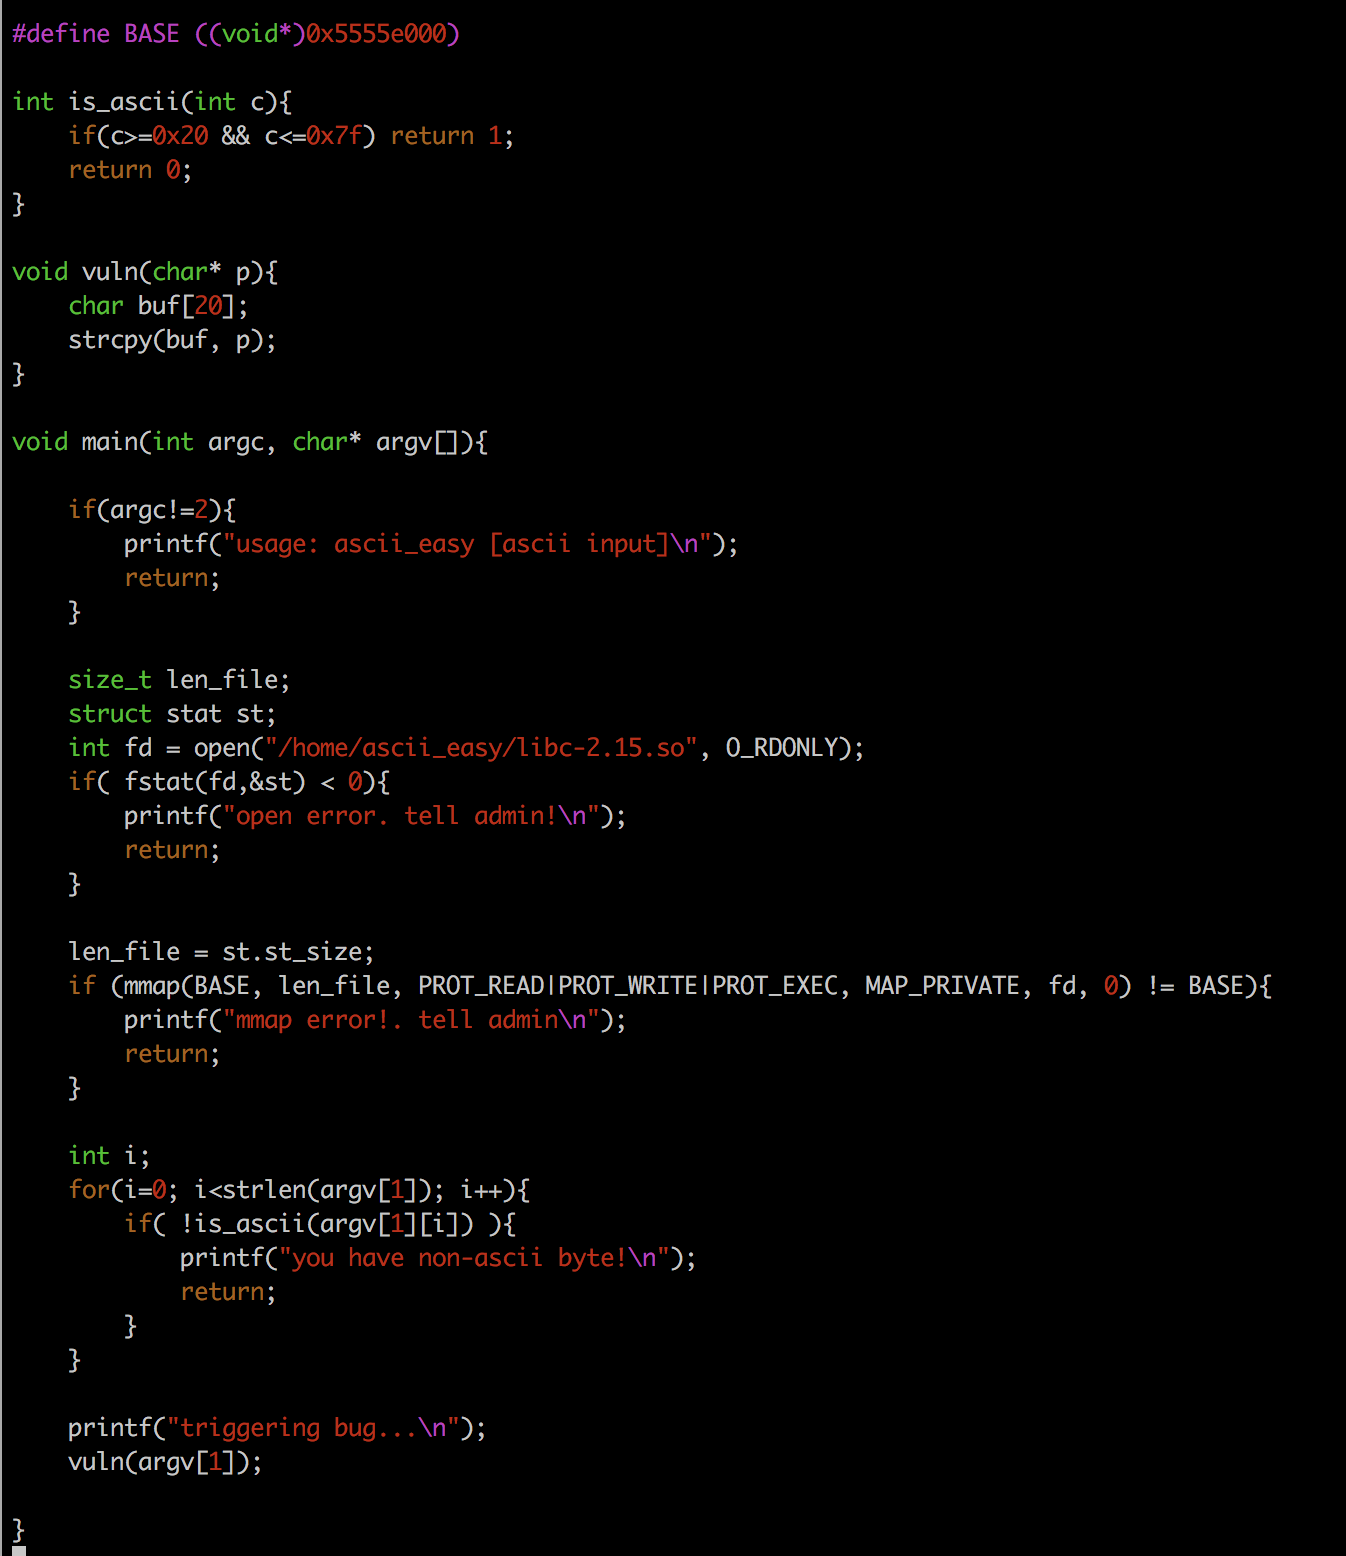 #define BASE ((void*)0x5555e000)
int is_ascii(int c){
    if(c>=0x20 && c<=0x7f) return 1;
    return 0;
}
void vuln(char* p){
    char buf[20];
    strcpy(buf, p);
}
void main(int argc, char* argv[]){
    if(argc!=2){
        printf("usage: ascii_easy [ascii input]\n");
        return;
    }
    size_t len_file;
    struct stat st;
    int fd = open("/home/ascii_easy/libc-2.15.so", O_RDONLY);
    if( fstat(fd,&st) < 0){
        printf("open error. tell admin!\n");
        return;
    }
    len_file = st.st_size;
    if (mmap(BASE, len_file, PROT_READ|PROT_WRITE|PROT_EXEC, MAP_PRIVATE, fd, 0) != BASE){
        printf("mmap error!. tell admin\n");
        return;
    }
    int i;
    for(i=0; i<strlen(argv[1]); i++){
        if( !is_ascii(argv[1][i]) ){
            printf("you have non-ascii byte!\n");
            return;
        }
    }
    printf("triggering bug...\n");
    vuln(argv[1]);
}